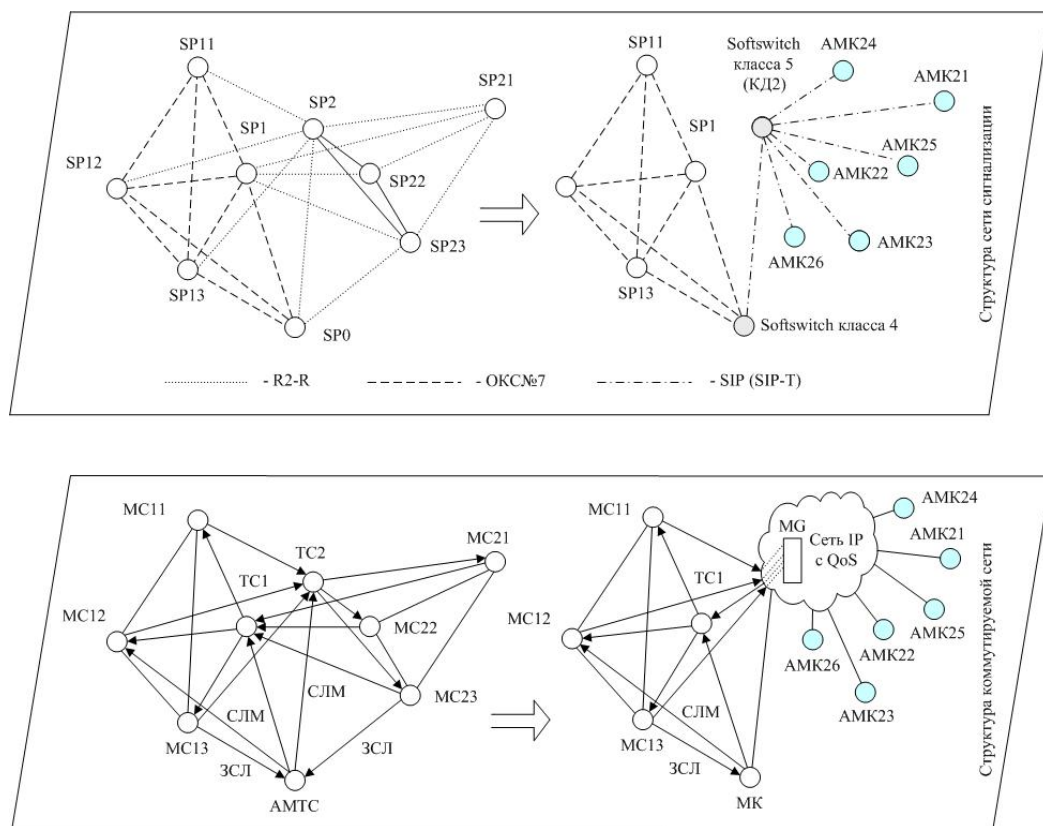 SP11
SP21
SP2
SP1
SP12
SP22
SP23
SP13
SP0
SP11
Softswitch
класса 5
(КД2)
АМК24
АМК21
SP1
АМК25
АМК22
АМК23
АМК26
SP13
Softswitch класса 4
- R2-R
- ОКС№7
- SIP (SIP-T)
Структура сети сигнализации
МС11
МС21
ТС2
ТС1
МС12
МС22
МС23
СЛМ
СЛМ
МС13
ЗСЛ
ЗСЛ
АМТС
МС11
MG
Сеть IP
с QoS
АМК24
АМК21
ТС1
МС12
АМК25
АМК22
АМК26
АМК23
СЛМ
МС13
ЗСЛ
МК
Структура коммутируемой сети